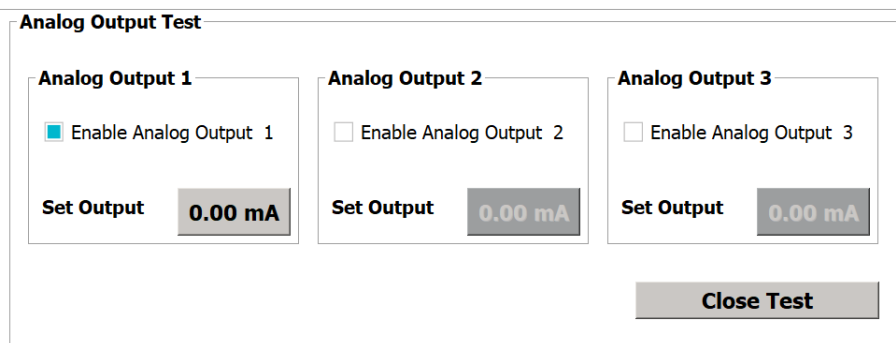 Analog Output Test
Analog Output 1 Analog Output 2 Analog Output 3
Enable Analog Output 1 Enable Analog Output 2 Enable Analog Output 3
Set Output 0.00 mA Set Output 0.00 mA Set Output 0.00 mA
Close Test